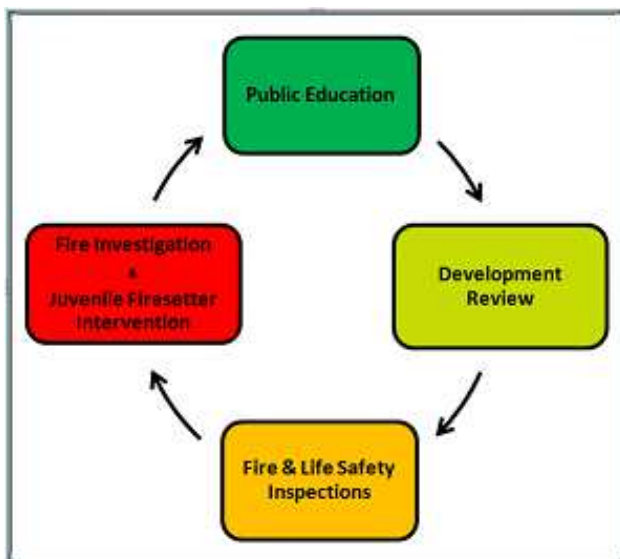 Public Education
Development
Review
Fire & Life Safety
Inspections
Fire Investigation
&
Juvenile Firesetter
Intervention